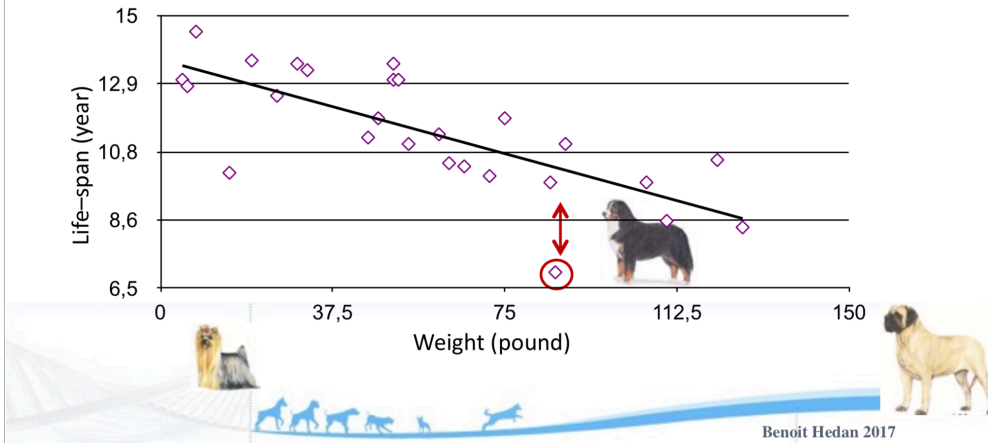 15
12,9
10,8
8,6
6,5
Life–span (year)
0 37,5 75 112,5 150
Weight (pound)
Benoit Hedan 2017